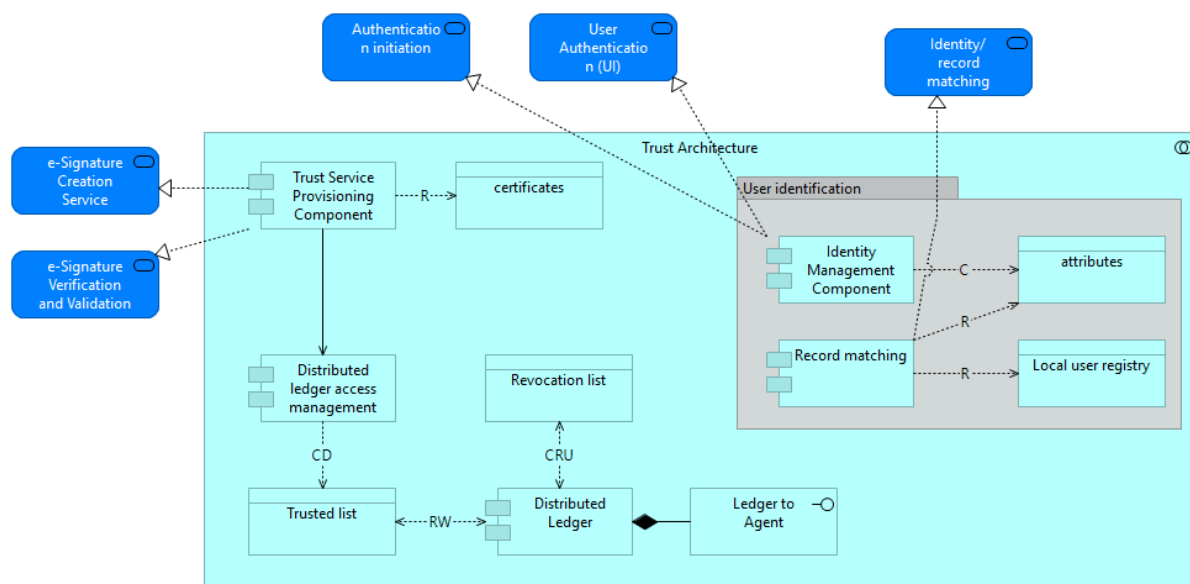 Authenticatio
n initiation
User
Authenticatio
n (UI)
Identity/
record
matching
Trust Architecture
e-Signature
Creation
Service
Trust Service
Provisioning
Component
R
certificates
User identification
e-Signature
Verification
and Validation
Identity
Management
Component
C
attributes
R
Record matching
R
Local user registry
Distributed
ledger access
management
Revocation list
CD
CRU
Trusted list
RW
Distributed
Ledger
Ledger to
Agent